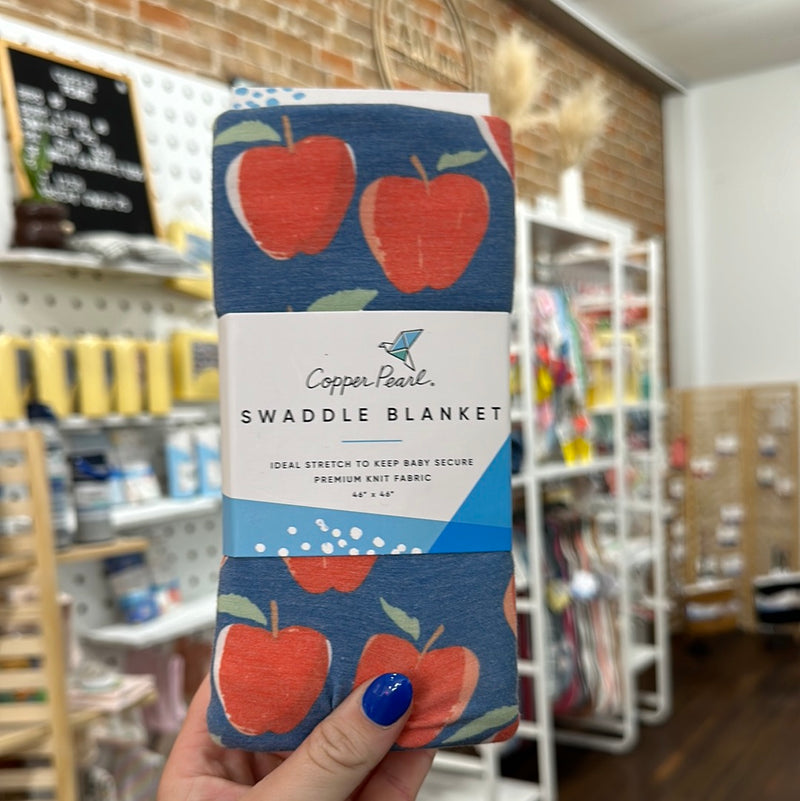 Copper Pearl.
SWADDLE BLANKET
IDEAL STRETCH TO KEEP BABY SECURE
PREMIUM KNIT FABRIC
46" x 46"